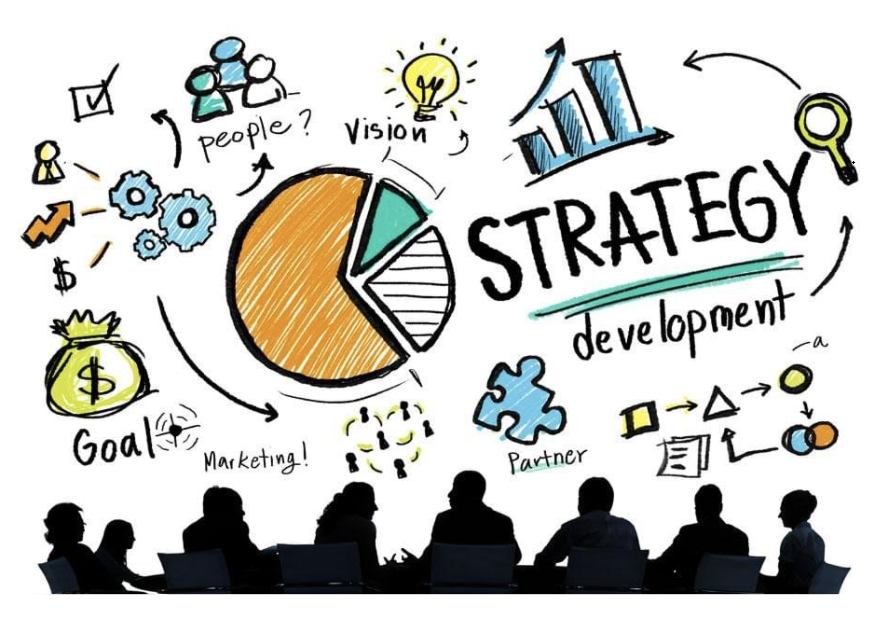 people?
Vision
STRATEGY
development
$
$
Goal
Marketing!
Partner
a